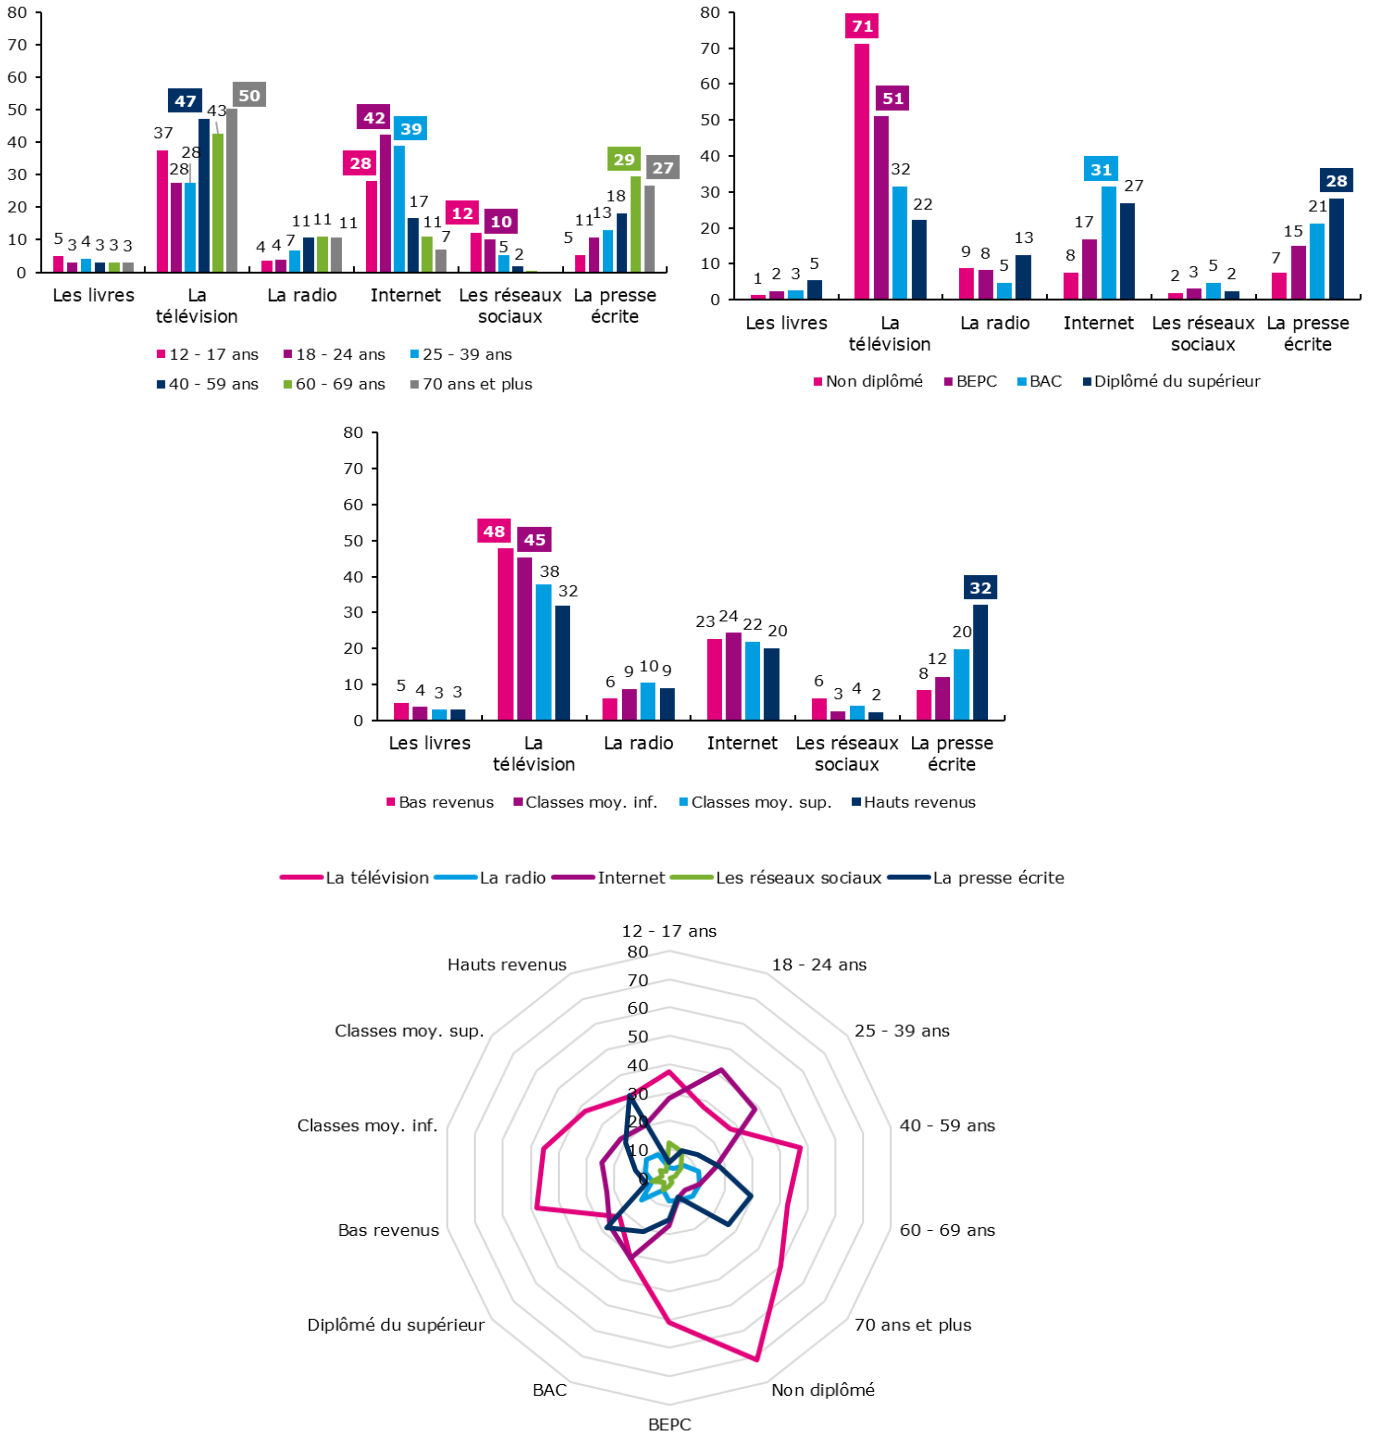 80
70
60
50
40
30
20
10
0
5 3 4 3 3 3
37 28 28 47 43 50
4 4 7 11 11 11
28 42 39 17 11 7
12 10 5 2
5 11 13 18 29 27
Les livres La télévision La radio Internet Les réseaux sociaux La presse écrite
12 - 17 ans 18 - 24 ans 25 - 39 ans
40 - 59 ans 60 - 69 ans 70 ans et plus
80
70
60
50
40
30
20
10
0
1 2 3 5
71 51 32 22
9 8 5 13
8 17 31 27
2 3 5 2
7 15 21 28
Les livres La télévision La radio Internet Les réseaux sociaux La presse écrite
Non diplômé BEPC BAC Diplômé du supérieur
80
70
60
50
40
30
20
10
0
5 4 3 3
48 45 38 32
6 9 10 9
23 24 22 20
6 3 4 2
8 12 20 32
Les livres La télévision La radio Internet Les réseaux sociaux La presse écrite
Bas revenus Classes moy. inf. Classes moy. sup. Hauts revenus
La télévision La radio Internet Les réseaux sociaux La presse écrite
12 - 17 ans
80
70
60
50
40
30
20
10
0
18 - 24 ans
25 - 39 ans
40 - 59 ans
60 - 69 ans
70 ans et plus
Non diplômé
BEPC
BAC
Diplômé du supérieur
Bas revenus
Classes moy. inf.
Classes moy. sup.
Hauts revenus